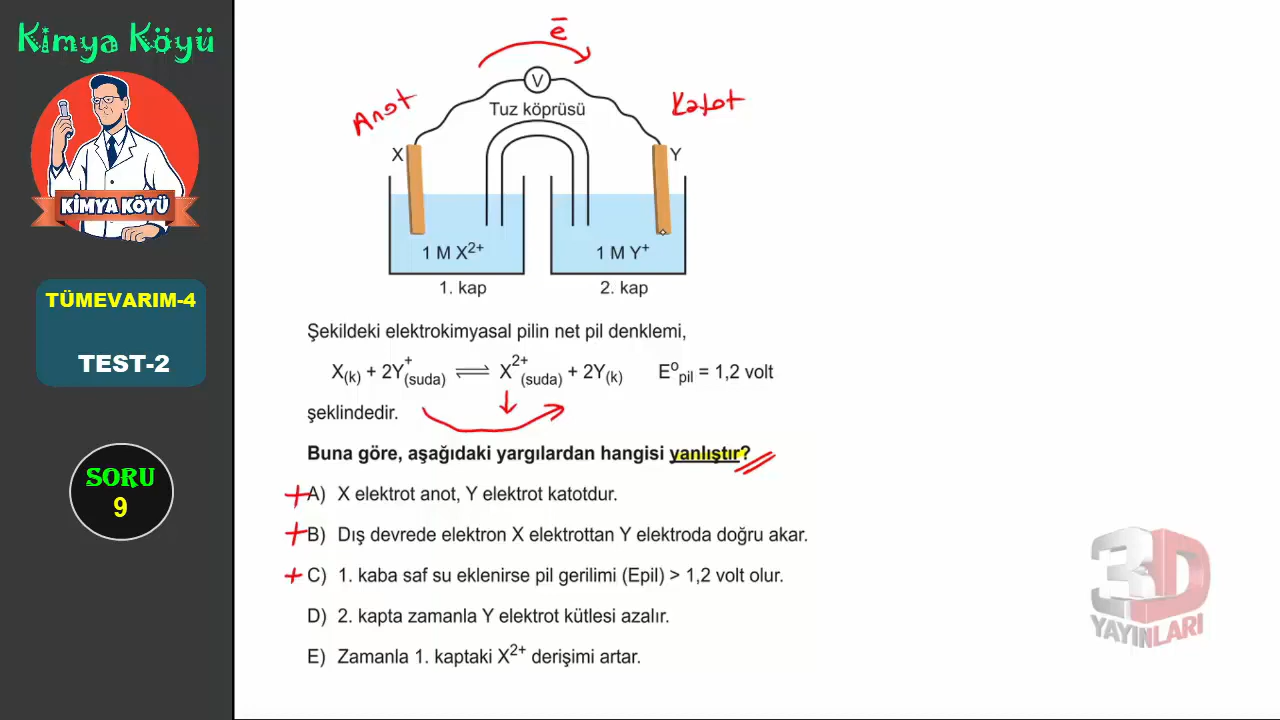 Kimya Köyü
KİMYA KÖYÜ
TÜMEVARIM-4
TEST-2
SORU
9
e̅
Anot
Katot
V
Tuz köprüsü
X
Y
1 M X²⁺
1 M Y⁺
1. kap
2. kap
Şekildeki elektrokimyasal pilin net pil denklemi,
X(k) + 2Y⁺(suda) ⇌ X²⁺(suda) + 2Y(k) E⁰pil = 1,2 volt
şeklindedir.
Buna göre, aşağıdaki yargılardan hangisi yanlıştır?
+ A) X elektrot anot, Y elektrot katotdur.
+ B) Dış devrede elektron X elektrottan Y elektroda doğru akar.
+ C) 1. kaba saf su eklenirse pil gerilimi (Epil) > 1,2 volt olur.
D) 2. kapta zamanla Y elektrot kütlesi azalır.
E) Zamanla 1. kaptaki X²⁺ derişimi artar.
3D
YAYINLARI